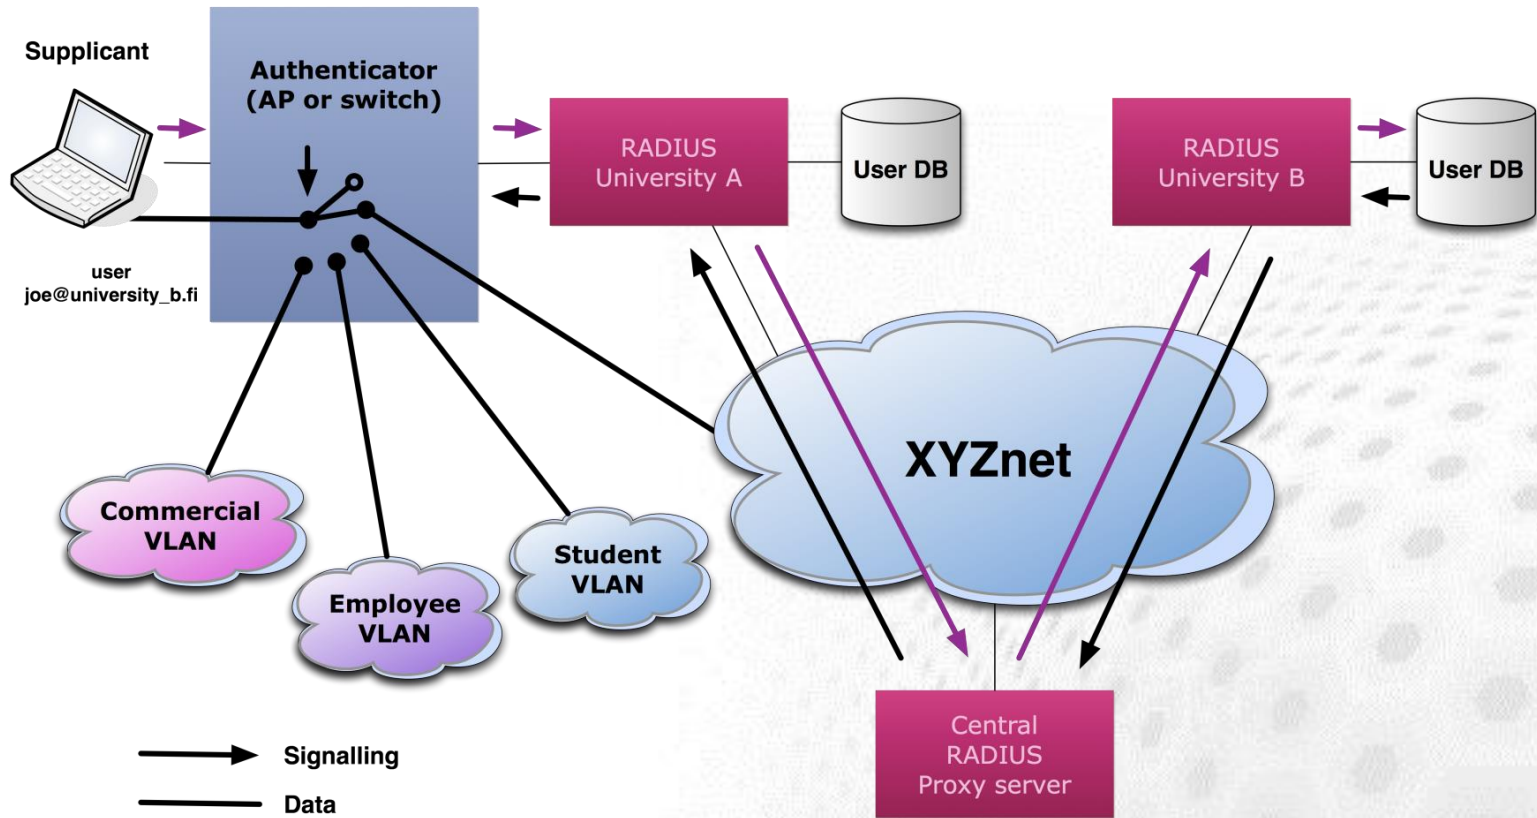 Supplicant
Authenticator
(AP or switch)
RADIUS
University A
User DB
RADIUS
University B
User DB
user
joe@university_b.fi
XYZnet
Commercial
VLAN
Student
VLAN
Employee
VLAN
Central
RADIUS
Proxy server
Signalling
Data